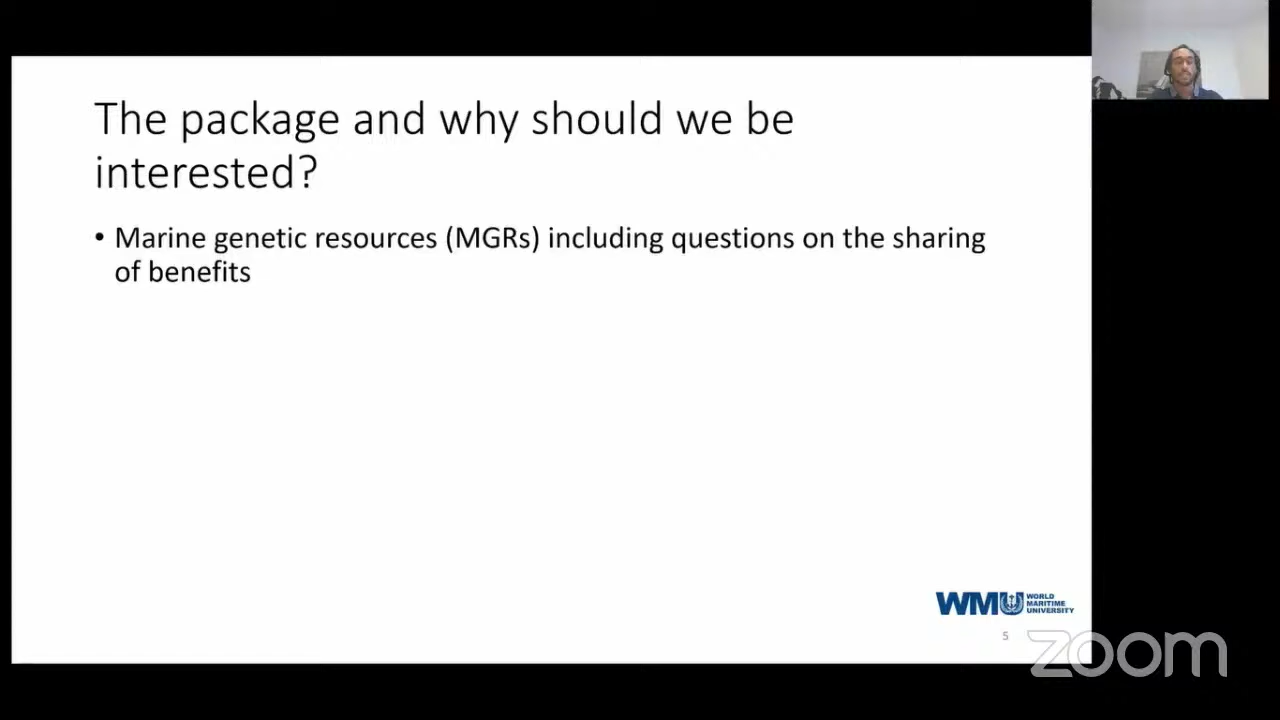 The package and why should we be
interested?
• Marine genetic resources (MGRs) including questions on the sharing
of benefits
WMU WORLD
MARITIME
UNIVERSITY
5
zoom